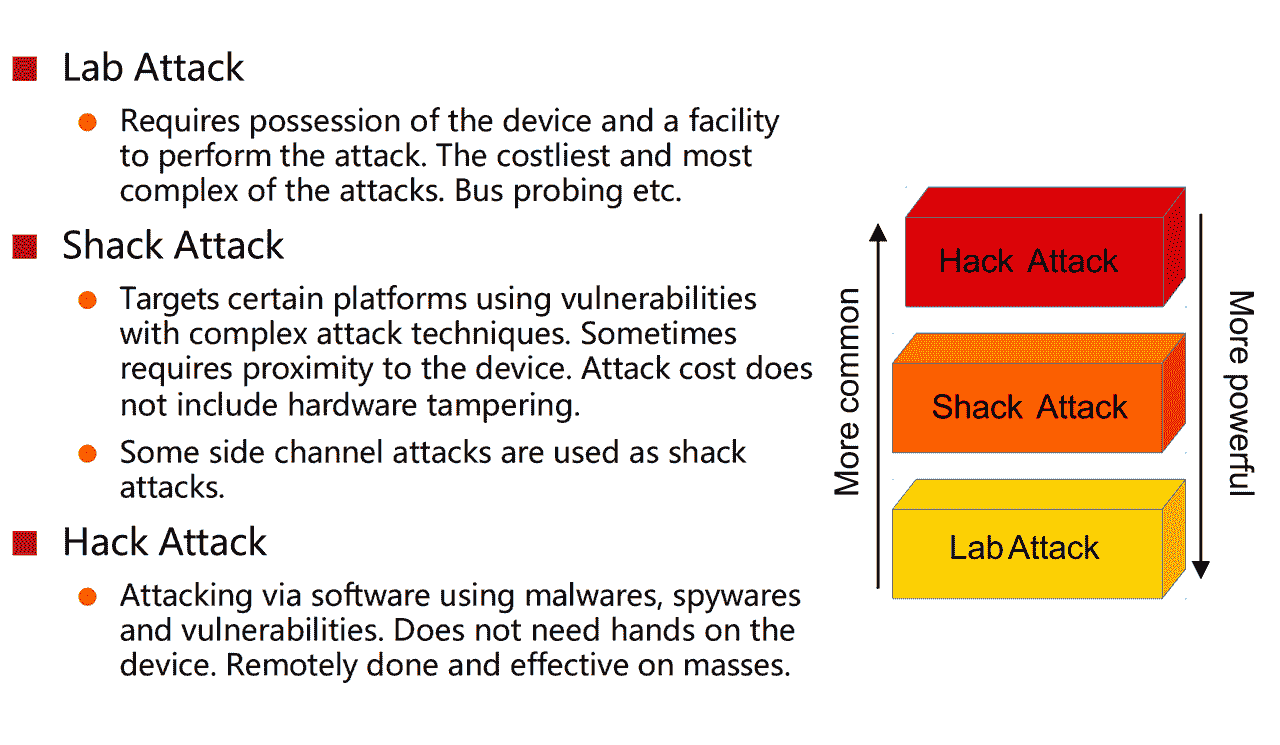 Lab Attack
Requires possession of the device and a facility
to perform the attack. The costliest and most
complex of the attacks. Bus probing etc.
Shack Attack
Targets certain platforms using vulnerabilities
with complex attack techniques. Sometimes
requires proximity to the device. Attack cost does
not include hardware tampering.
Some side channel attacks are used as shack
attacks.
Hack Attack
Attacking via software using malwares, spywares
and vulnerabilities. Does not need hands on the
device. Remotely done and effective on masses.
More common
Hack Attack
Shack Attack
Lab Attack
More powerful